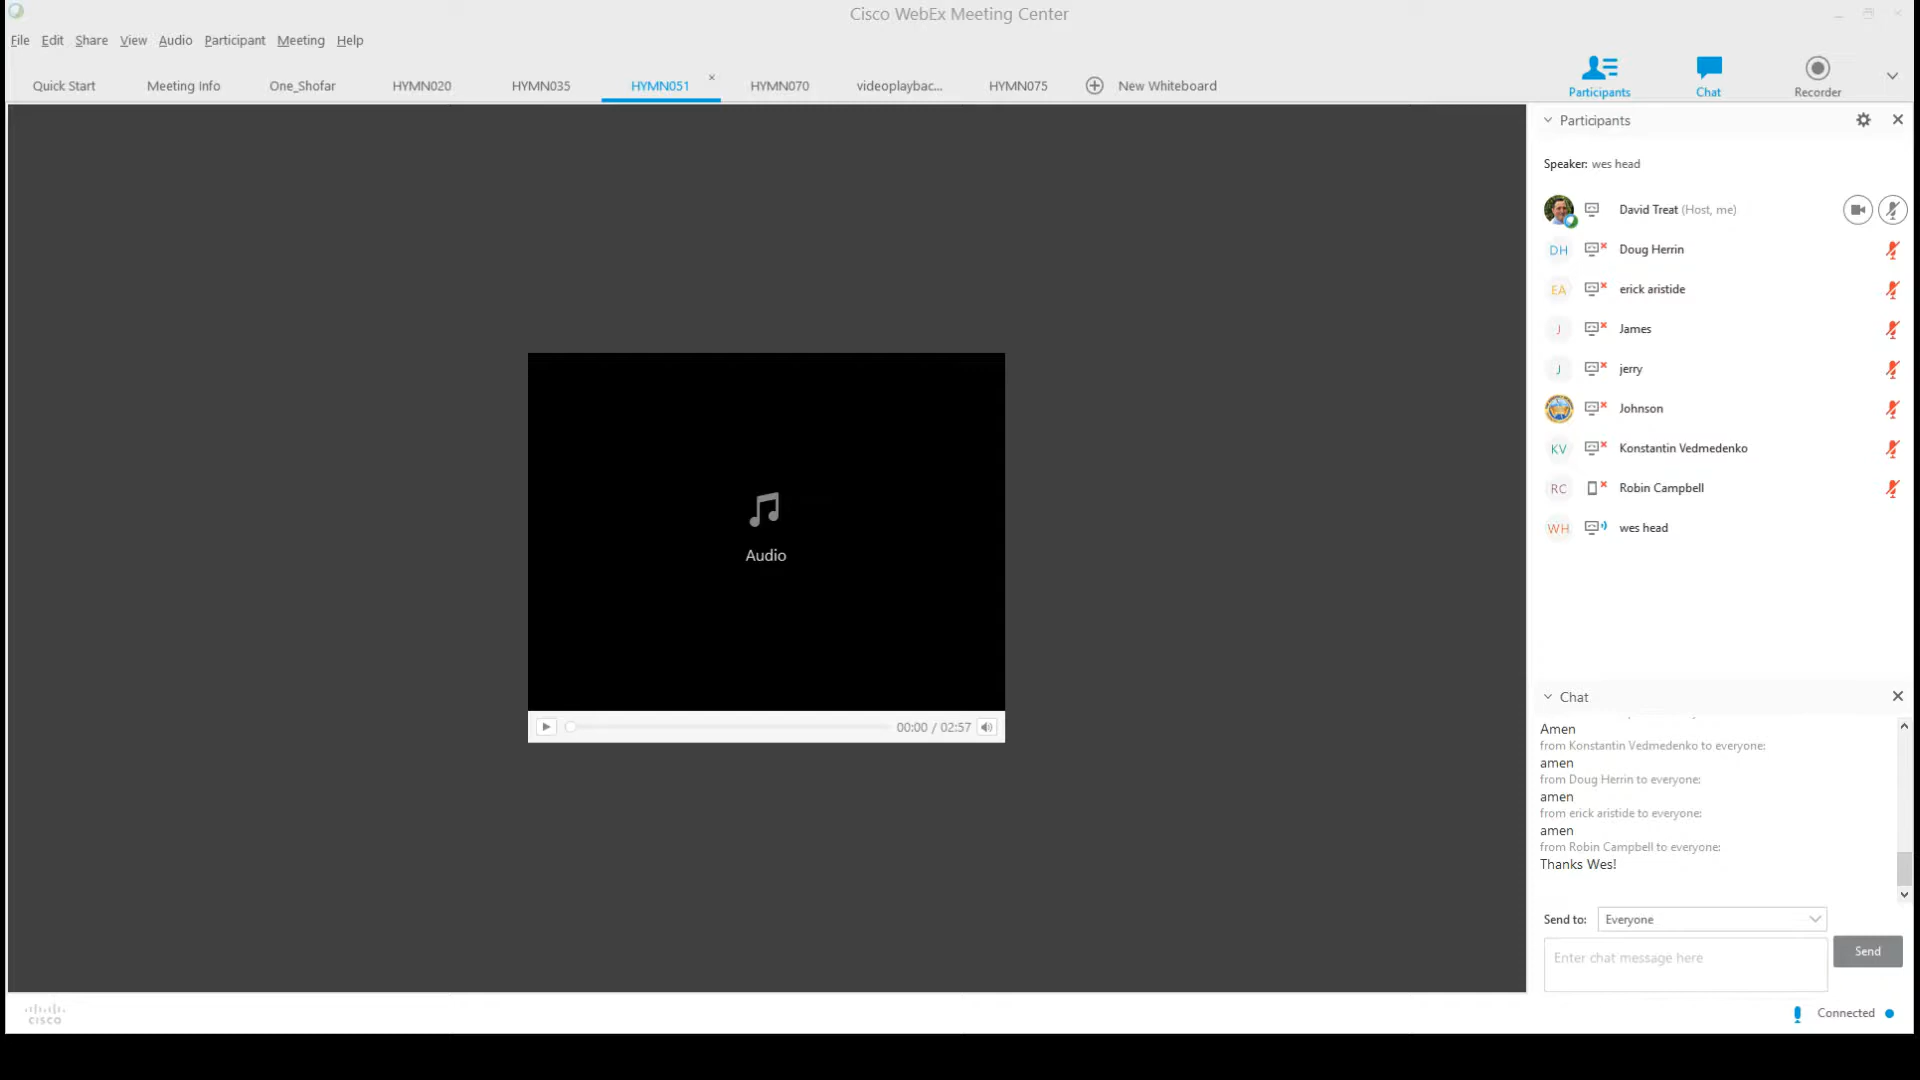 Cisco WebEx Meeting Center
File Edit Share View Audio Participant Meeting Help
Quick Start Meeting Info One_Shofar HYMN020 HYMN035 HYMN051 HYMN070 videoplaybac... HYMN075 New Whiteboard
Participants Chat Recorder
Participants
Speaker: wes head
David Treat (Host, me)
DH Doug Herrin
EA erick aristide
J James
J jerry
Johnson
KV Konstantin Vedmedenko
RC Robin Campbell
WH wes head
Audio
00:00 / 02:57
Chat
Amen
from Konstantin Vedmedenko to everyone:
amen
from Doug Herrin to everyone:
amen
from erick aristide to everyone:
amen
from Robin Campbell to everyone:
Thanks Wes!
Send to: Everyone
Enter chat message here
Send
cisco
Connected